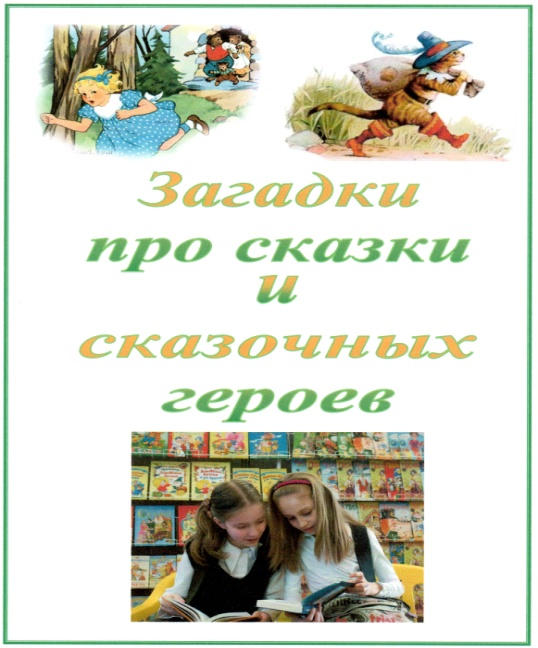 Загадки
про сказки
и
сказочных
героев